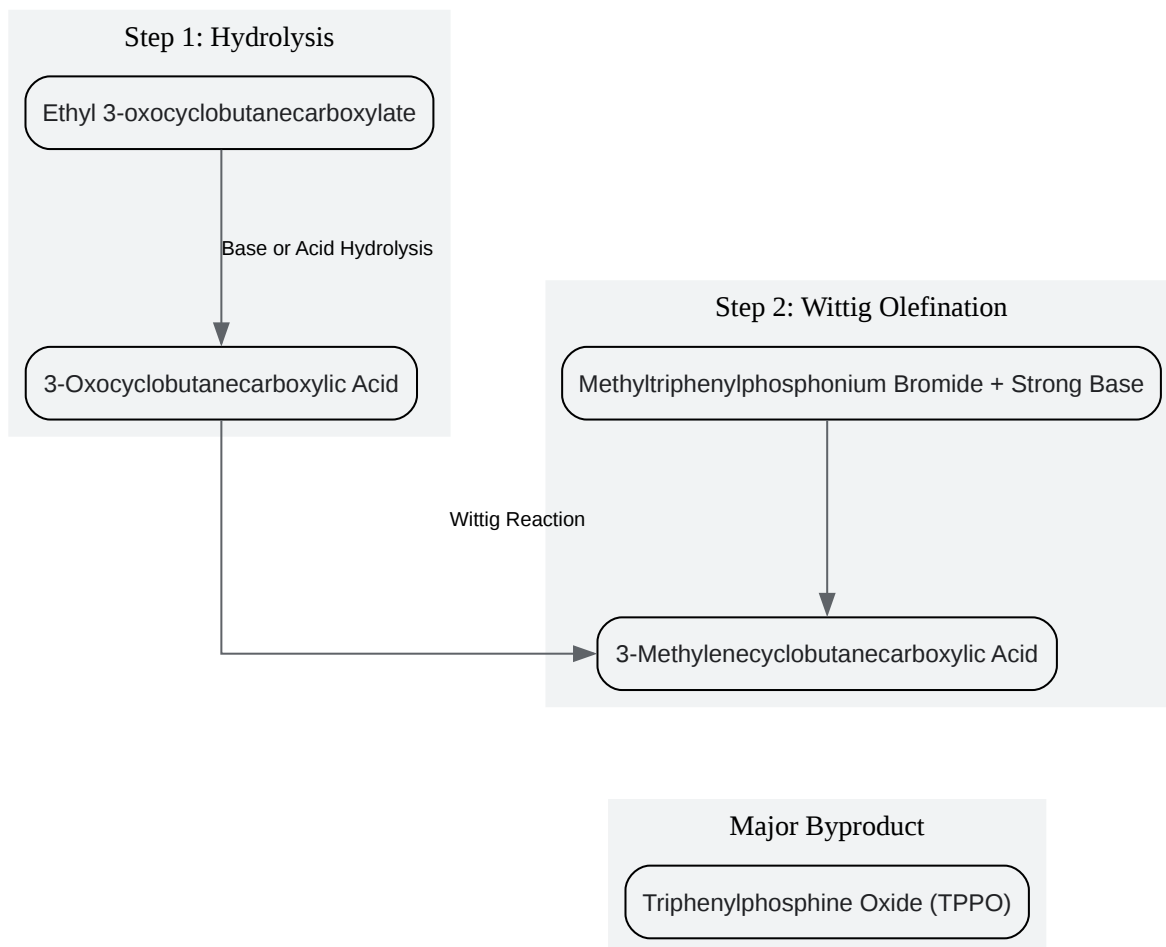 Step 1: Hydrolysis
Ethyl 3-oxocyclobutanecarboxylate
Base or Acid Hydrolysis
3-Oxocyclobutanecarboxylic Acid
Step 2: Wittig Olefination
Methyltriphenylphosphonium Bromide + Strong Base
Wittig Reaction
3-Methylenecyclobutanecarboxylic Acid
Major Byproduct
Triphenylphosphine Oxide (TPPO)